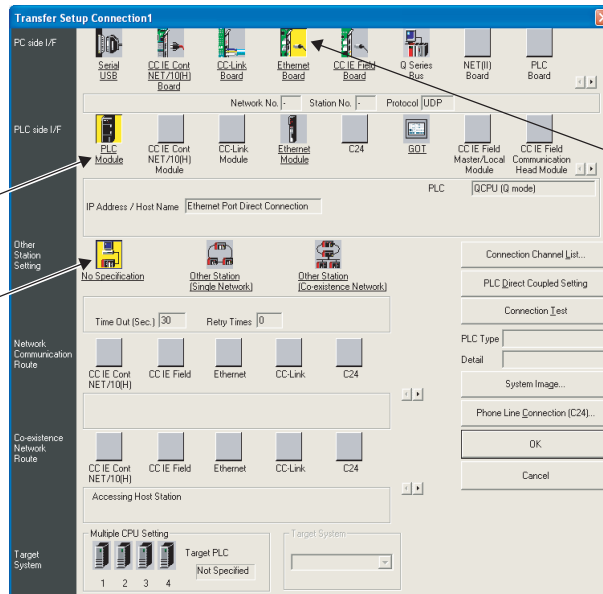 Transfer Setup Connection1
PC side I/F
Serial USB
CC IE Cont NET/10(H) Board
CC-Link Board
Ethernet Board
CC IE Field Board
Q Series Bus
NET(II) Board
PLC Board
Network No. -
Station No. -
Protocol UDP
PLC side I/F
PLC Module
CC IE Cont NET/10(H) Module
CC-Link Module
Ethernet Module
C24
GOT
CC IE Field Master/Local Module
CC IE Field Communication Head Module
PLC QCPU (Q mode)
IP Address / Host Name Ethernet Port Direct Connection
Other Station Setting
No Specification
Other Station (Single Network)
Other Station (Co-existence Network)
Time Out (Sec.) 30
Retry Times 0
Connection Channel List...
PLC Direct Coupled Setting
Connection Test
PLC Type
Detail
System Image...
Phone Line Connection (C24)...
OK
Cancel
Network Communication Route
CC IE Cont NET/10(H)
CC IE Field
Ethernet
CC-Link
C24
Co-existence Network Route
CC IE Cont NET/10(H)
CC IE Field
Ethernet
CC-Link
C24
Accessing Host Station
Target System
Multiple CPU Setting
1 2 3 4
Target PLC
Not Specified
Target System